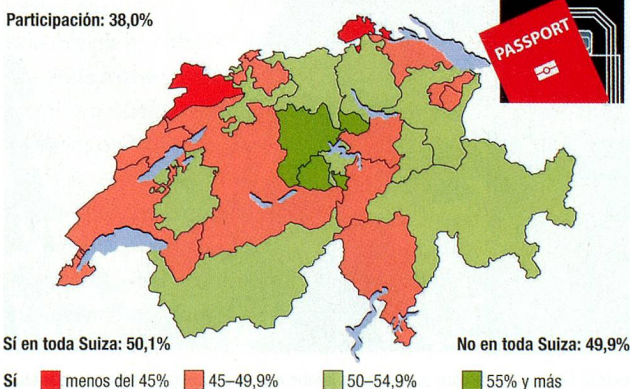 Participación: 38,0%
PASSPORT
Sí en toda Suiza: 50,1%
No en toda Suiza: 49,9%
Sí menos del 45% 45–49,9% 50–54,9% 55% y más